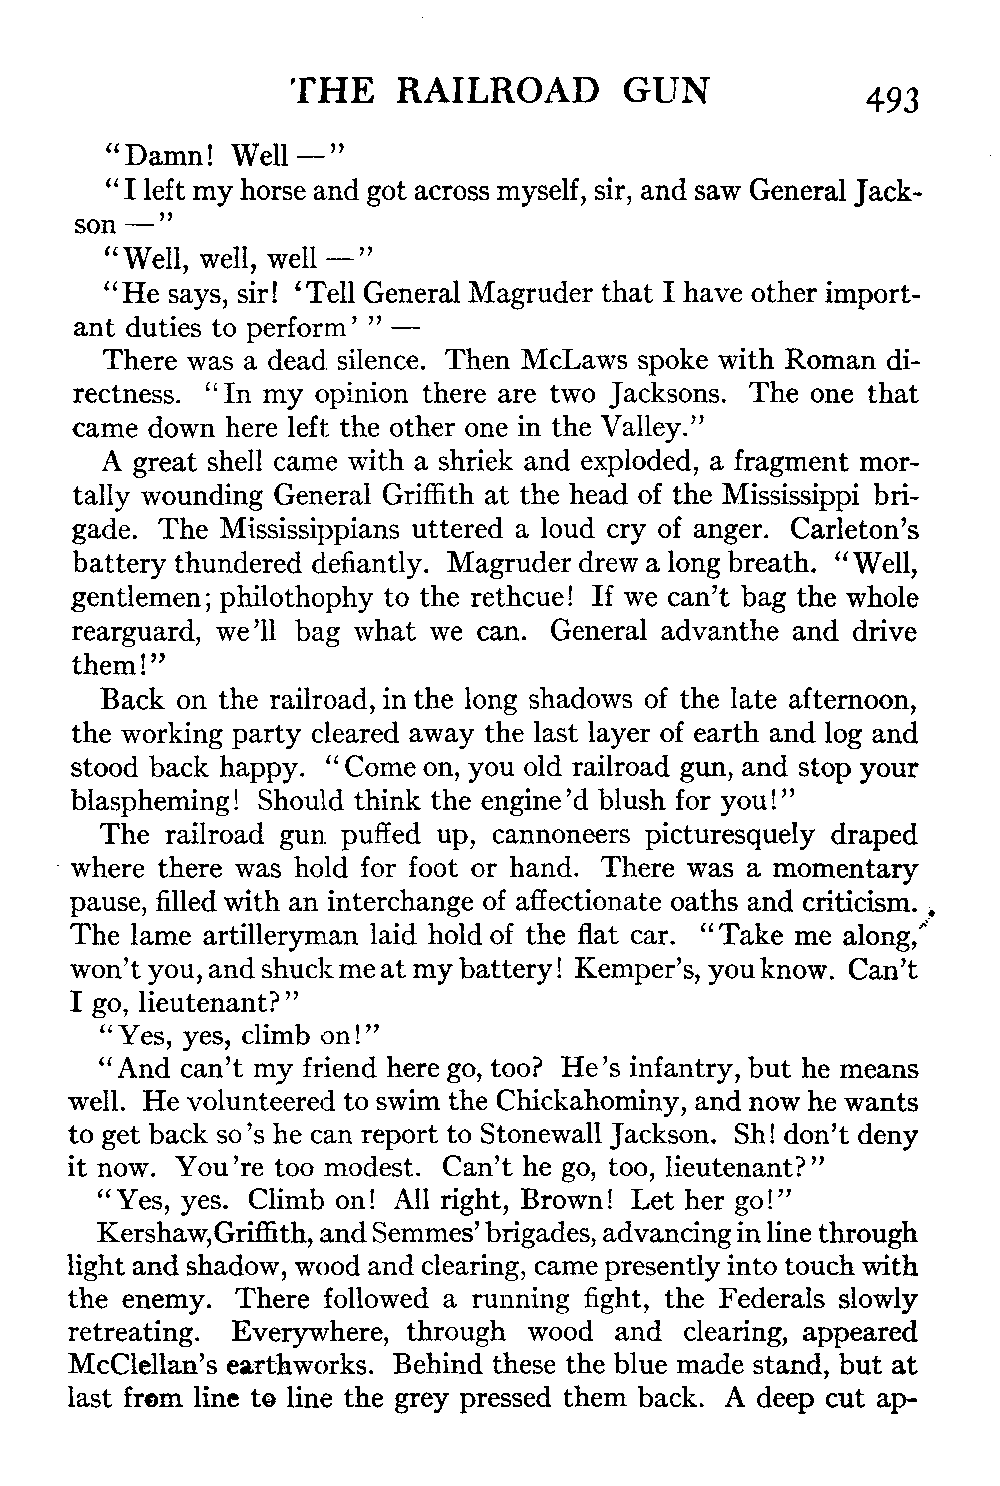 THE RAILROAD GUN 493
"Damn! Well —"
"I left my horse and got across myself, sir, and saw General Jack-
son —"
"Well, well, well —"
"He says, sir! 'Tell General Magruder that I have other import-
ant duties to perform' " —
There was a dead silence. Then McLaws spoke with Roman di-
rectness. "In my opinion there are two Jacksons. The one that
came down here left the other one in the Valley."
A great shell came with a shriek and exploded, a fragment mor-
tally wounding General Griffith at the head of the Mississippi bri-
gade. The Mississippians uttered a loud cry of anger. Carleton's
battery thundered defiantly. Magruder drew a long breath. "Well,
gentlemen; philothophy to the rethcue! If we can't bag the whole
rearguard, we'll bag what we can. General advanthe and drive
them!"
Back on the railroad, in the long shadows of the late afternoon,
the working party cleared away the last layer of earth and log and
stood back happy. "Come on, you old railroad gun, and stop your
blaspheming! Should think the engine'd blush for you!"
The railroad gun puffed up, cannoneers picturesquely draped
where there was hold for foot or hand. There was a momentary
pause, filled with an interchange of affectionate oaths and criticism.
The lame artilleryman laid hold of the flat car. "Take me along,
won't you, and shuck me at my battery! Kemper's, you know. Can't
I go, lieutenant?"
"Yes, yes, climb on!"
"And can't my friend here go, too? He's infantry, but he means
well. He volunteered to swim the Chickahominy, and now he wants
to get back so's he can report to Stonewall Jackson. Sh! don't deny
it now. You're too modest. Can't he go, too, lieutenant?"
"Yes, yes. Climb on! All right, Brown! Let her go!"
Kershaw, Griffith, and Semmes' brigades, advancing in line through
light and shadow, wood and clearing, came presently into touch with
the enemy. There followed a running fight, the Federals slowly
retreating. Everywhere, through wood and clearing, appeared
McClellan's earthworks. Behind these the blue made stand, but at
last from line to line the grey pressed them back. A deep cut ap-